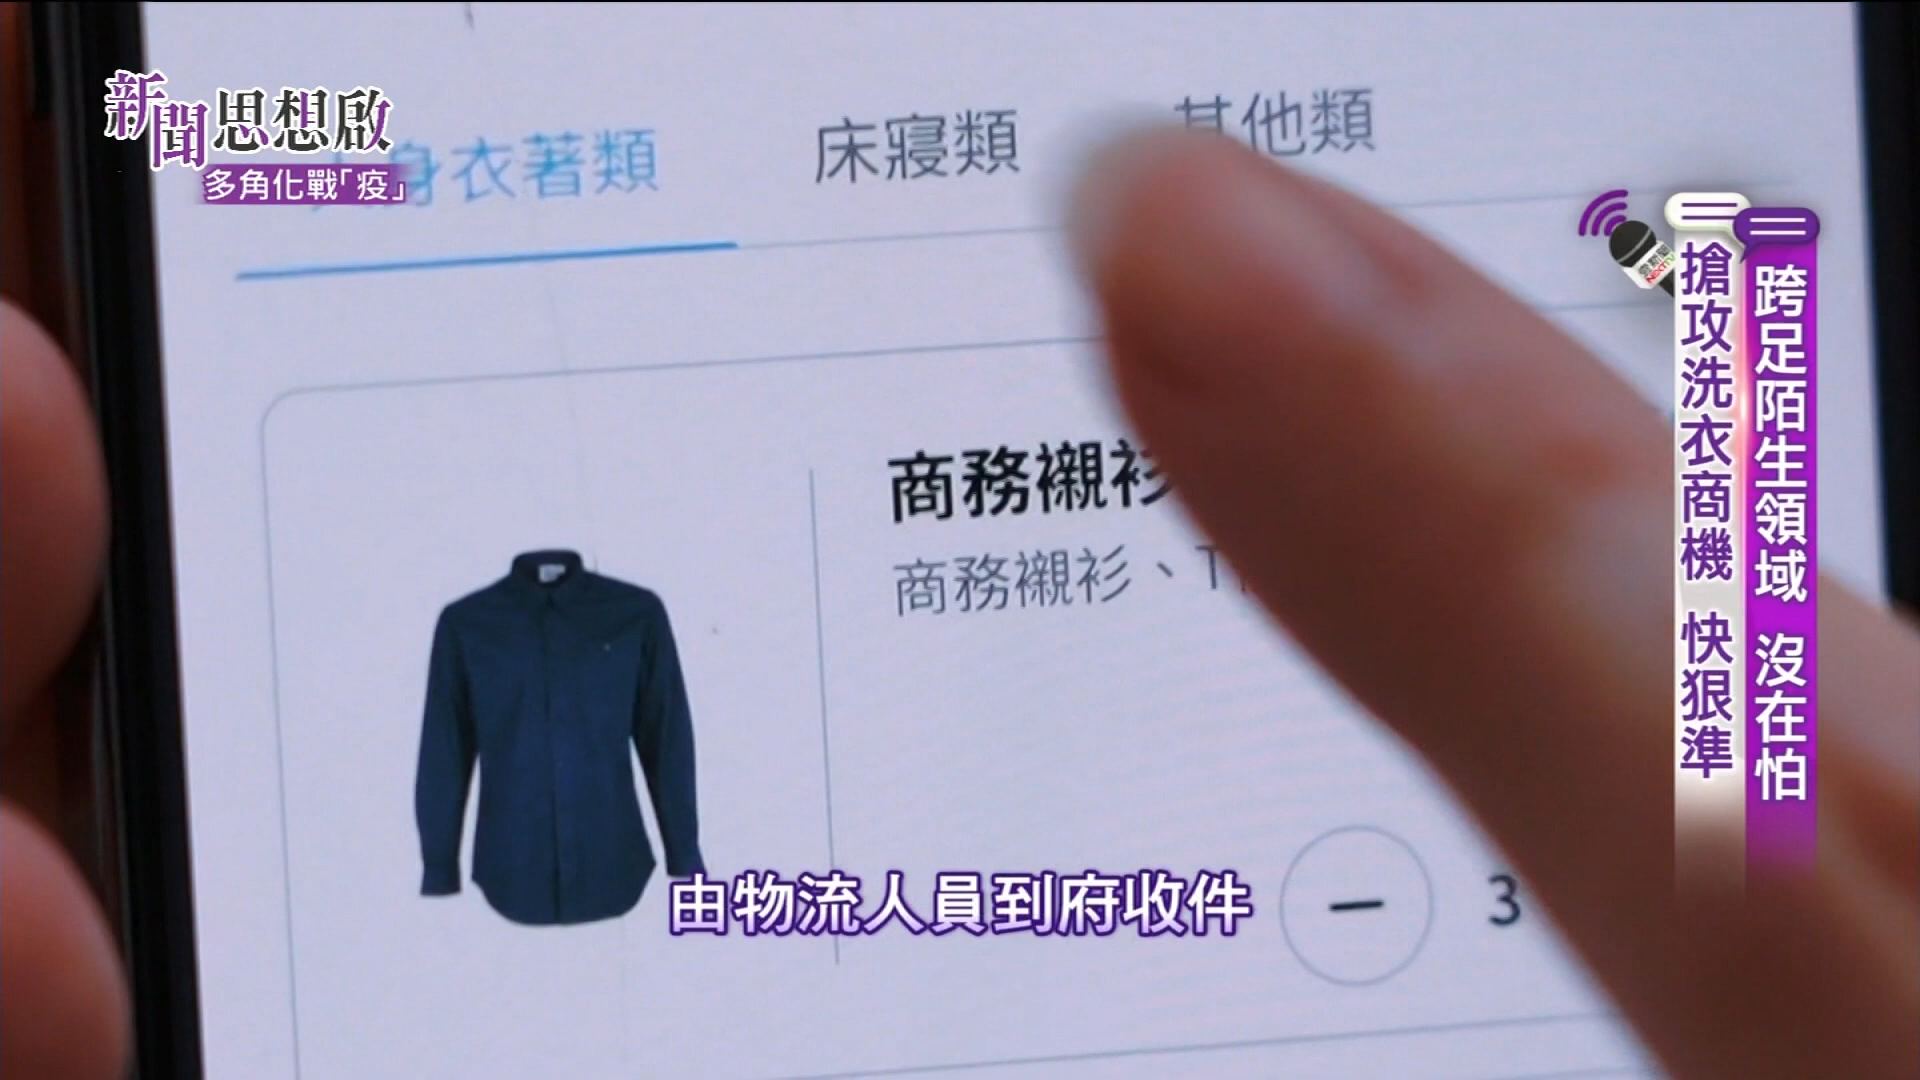 新聞思想啟
多角化戰「疫」
身衣著類
床寢類
其他類
跨足陌生領域 沒在怕
搶攻洗衣商機 快狠準
商務襯衫
商務襯衫、T
3
由物流人員到府收件